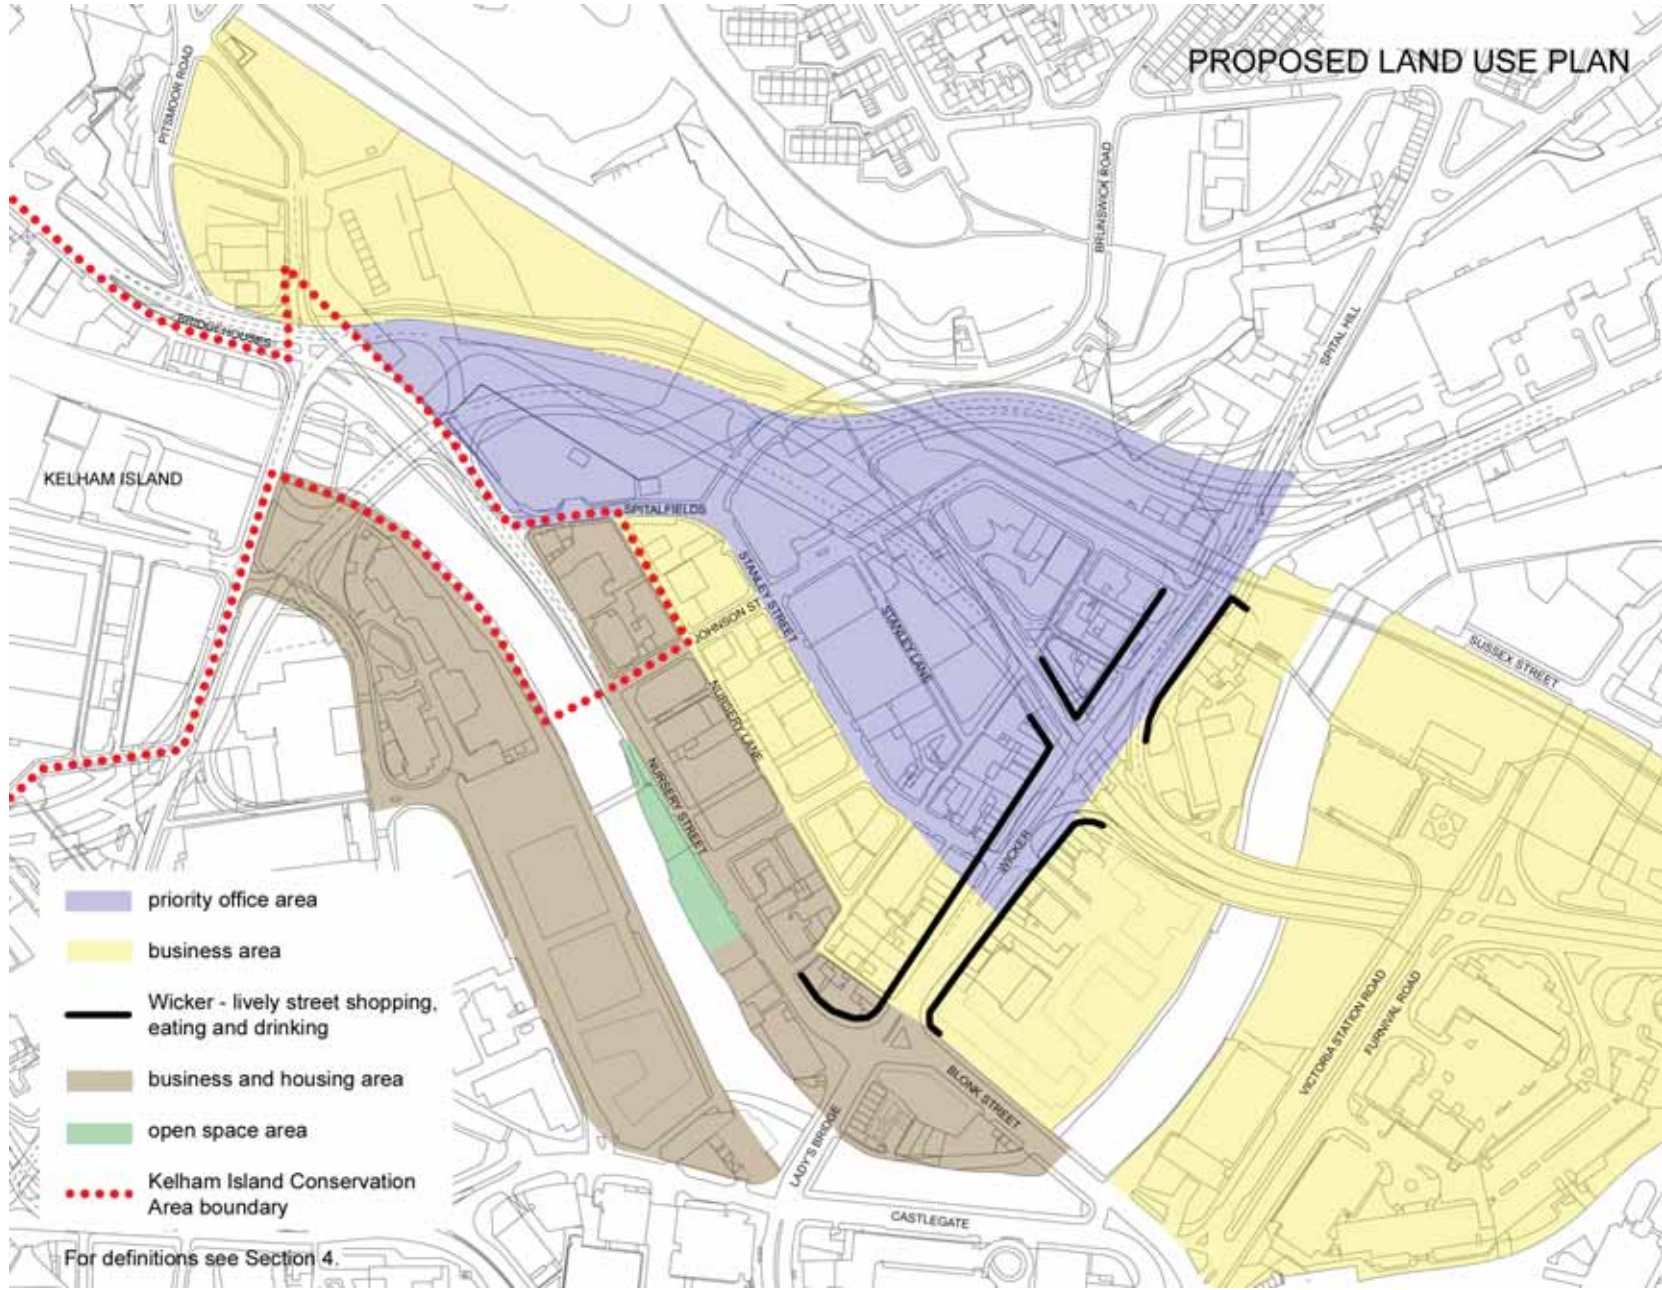 PROPOSED LAND USE PLAN
PITSMOOR ROAD
BRUNSWICK ROAD
BRIDGEHOUSES
SPITAL HILL
KELHAM ISLAND
SPITALFIELDS
STANLEY STREET
JOHNSON ST
STANLEY LANE
SUSSEX STREET
NURSERY LANE
NURSERY STREET
WICKER
VICTORIA STATION ROAD
FURNIVAL ROAD
BLONK STREET
LADY'S BRIDGE
CASTLEGATE
priority office area
business area
Wicker - lively street shopping,
eating and drinking
business and housing area
open space area
Kelham Island Conservation
Area boundary
For definitions see Section 4.